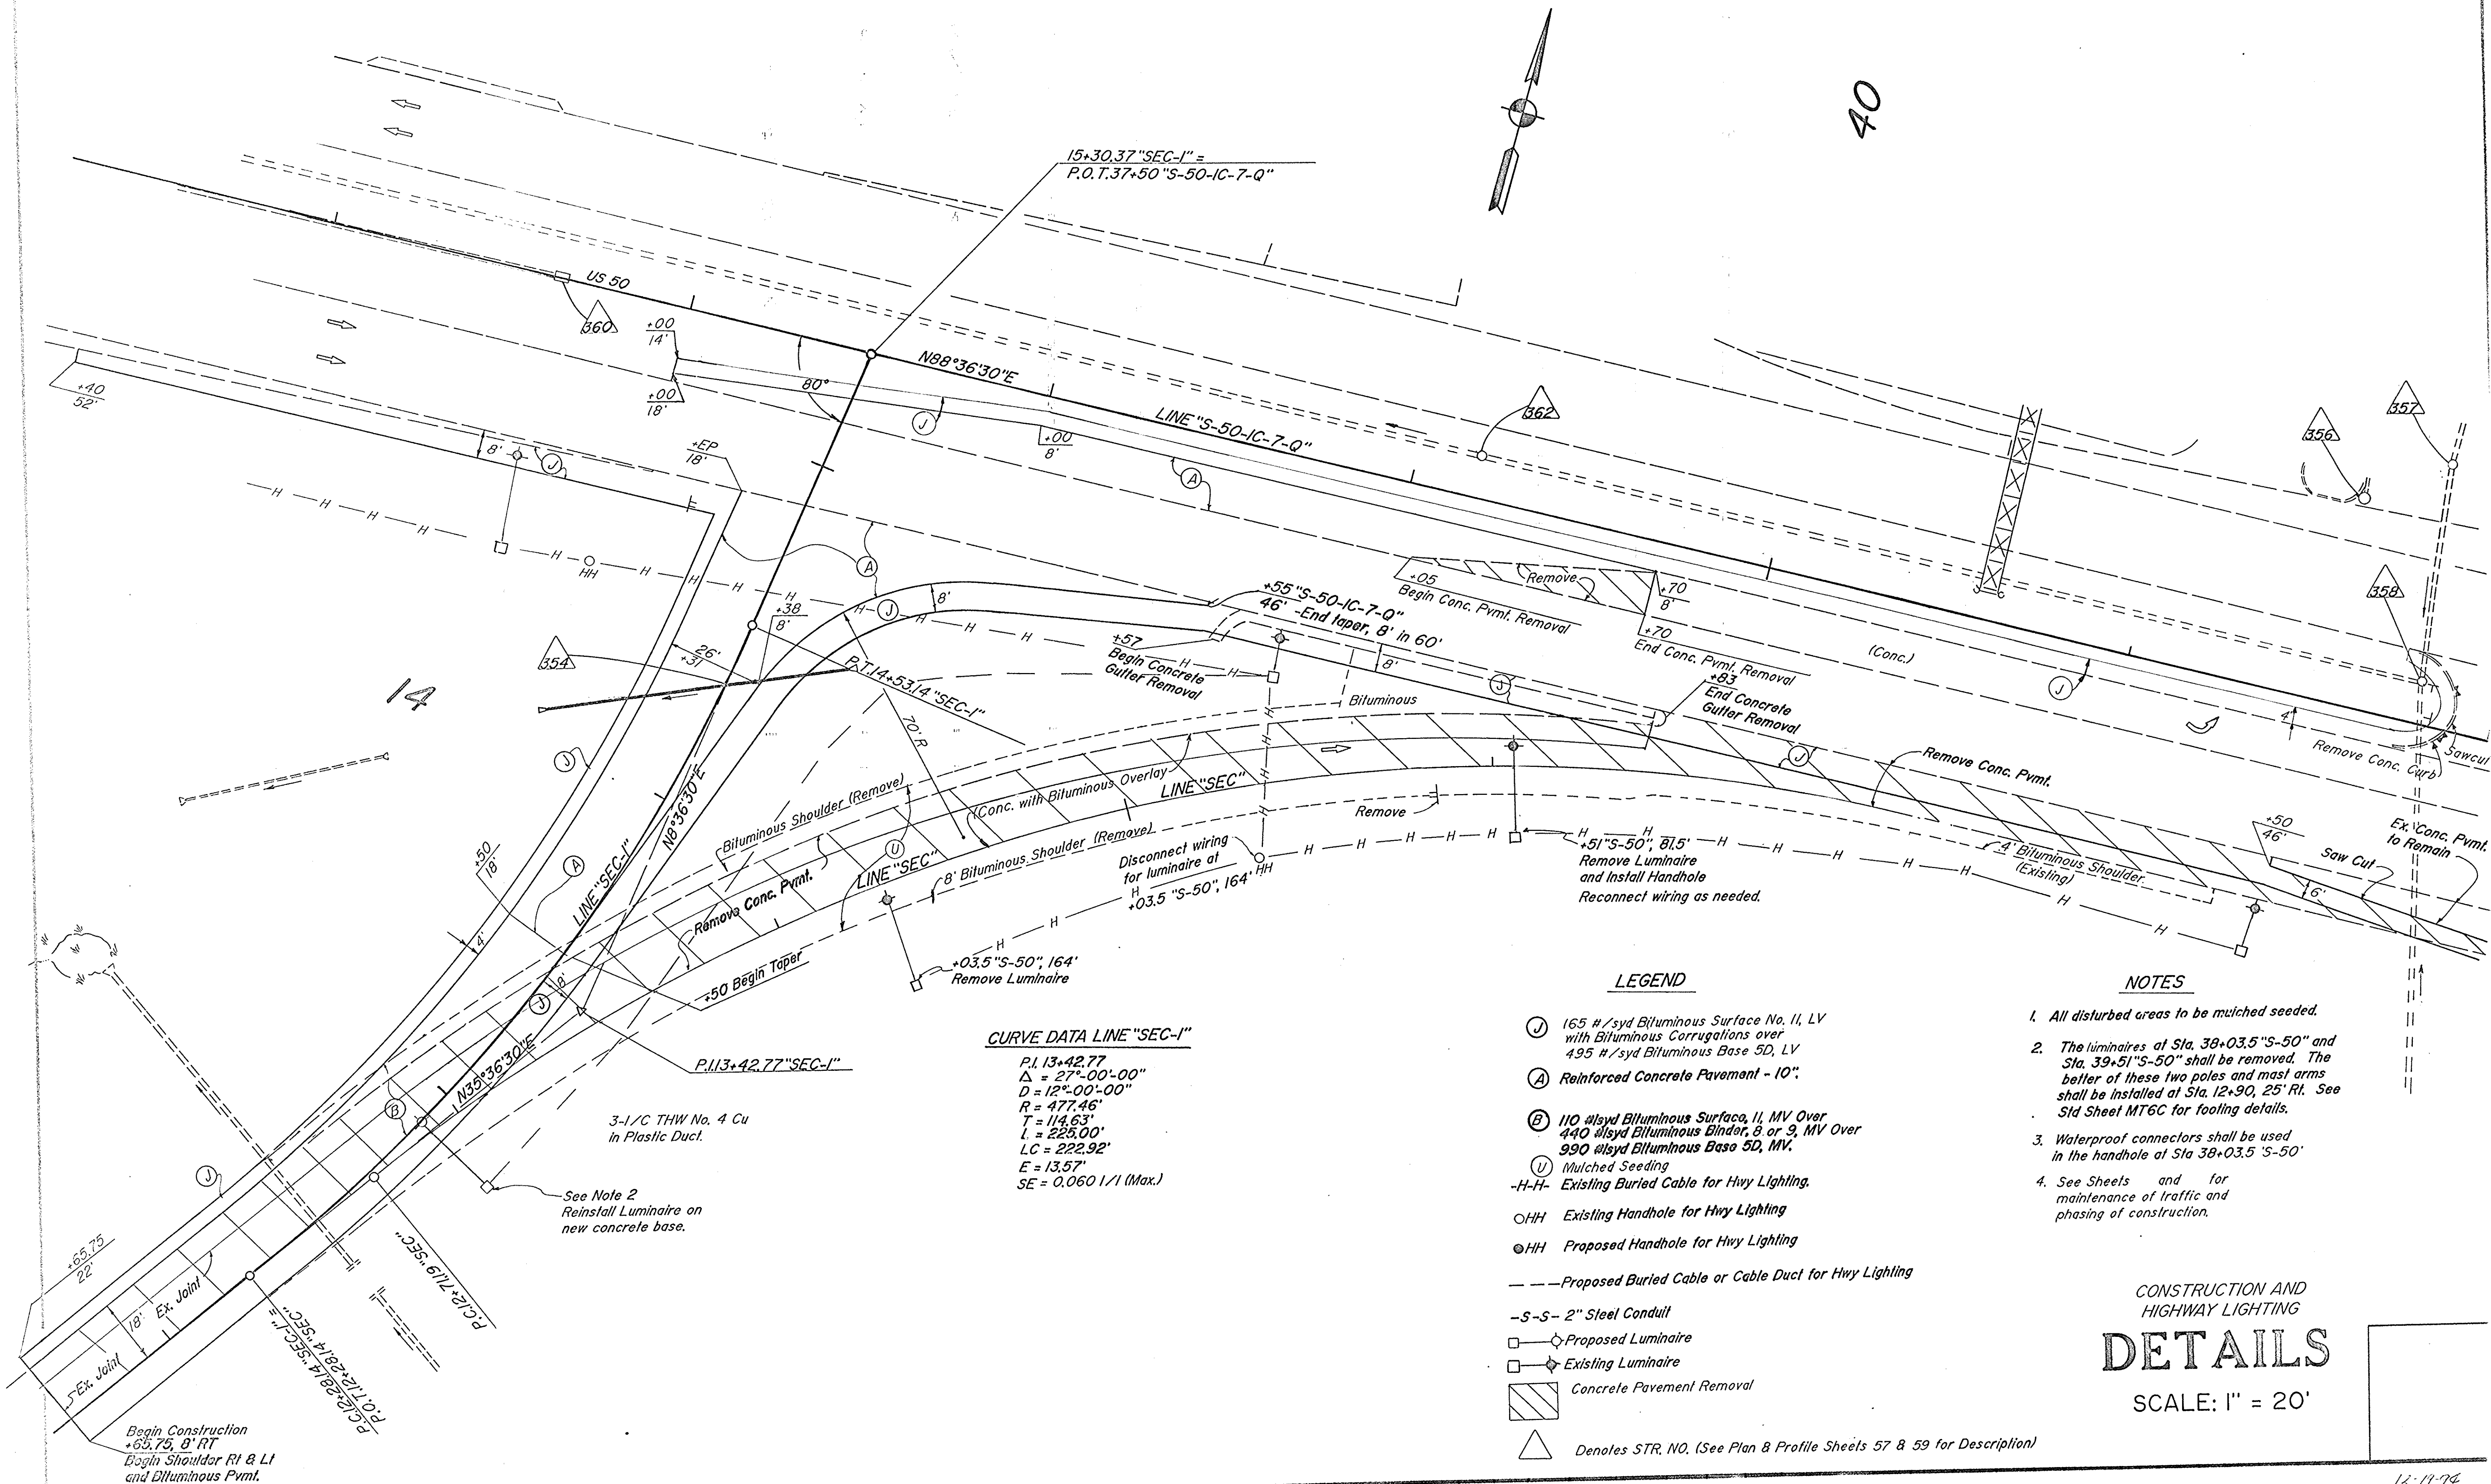 40
15+30.37 "SEC-1" =
P.O.T. 37+50 "S-50-1C-7-Q"
US 50
360
+00
14'
+00
18'
80°
N88°36'30"E
LINE "S-50-1C-7-Q"
+40
52'
8'
J
+EP
18'
J
+00
8'
A
362
356
357
358
HH
A
J
8'
+38
8'
354
26'
+31
14
P.T. 14+53.14 "SEC-1"
70' R
+55 "S-50-1C-7-Q"
46' -End taper, 8' in 60'
+57
Begin Concrete
Gutter Removal
8'
+05
Begin Conc. Pvmt. Removal
Remove
+70
8'
+70
End Conc. Pvmt. Removal
+83
End Concrete
Gutter Removal
(Conc.)
J
4'
Remove Conc. Curb
Sawcut
J
Bituminous
J
Remove Conc. Pvmt.
Bituminous Shoulder (Remove)
(Conc. with Bituminous Overlay
LINE "SEC"
Remove
J
N8°36'30"E
LINE "SEC-1"
U
LINE "SEC"
8' Bituminous Shoulder (Remove)
Disconnect wiring
for luminaire at
+03.5 "S-50", 164'
HH
+51 "S-50", 81.5'
Remove Luminaire
and Install Handhole
Reconnect wiring as needed.
4' Bituminous Shoulder
(Existing)
+50
46'
Saw Cut
Ex. Conc. Pvmt.
to Remain
6'
+50
18'
A
Remove Conc. Pvmt.
4'
+50 Begin Taper
8'
J
+03.5 "S-50", 164'
Remove Luminaire
P.I. 13+42.77 "SEC-1"
N35°36'30"E
B
3-1/C THW No. 4 Cu
in Plastic Duct.
See Note 2
Reinstall Luminaire on
new concrete base.
J
P.C. 12+71.19 "SEC"
+65.75
22'
18'
Ex. Joint
Ex. Joint
P.C. 12+28.14 "SEC-1" =
P.O.T. 12+28.14 "SEC"
Begin Construction
+65.75, 8' RT
Begin Shoulder Rt & Lt
and Bituminous Pvmt.
CURVE DATA LINE "SEC-1"
P.I. 13+42.77
Δ = 27°-00'-00"
D = 12°-00'-00"
R = 477.46'
T = 114.63'
L = 225.00'
LC = 222.92'
E = 13.57'
SE = 0.060 1/1 (Max.)
LEGEND
J 165 #/syd Bituminous Surface No. 11, LV
with Bituminous Corrugations over
495 #/syd Bituminous Base 5D, LV
A Reinforced Concrete Pavement - 10".
B 110 #/syd Bituminous Surface, 11, MV Over
440 #/syd Bituminous Binder, 8 or 9, MV Over
990 #/syd Bituminous Base 5D, MV.
U Mulched Seeding
-H-H- Existing Buried Cable for Hwy Lighting.
HH Existing Handhole for Hwy Lighting
HH Proposed Handhole for Hwy Lighting
Proposed Buried Cable or Cable Duct for Hwy Lighting
-S-S- 2" Steel Conduit
Proposed Luminaire
Existing Luminaire
Concrete Pavement Removal
Denotes STR. NO. (See Plan & Profile Sheets 57 & 59 for Description)
NOTES
1. All disturbed areas to be mulched seeded.
2. The luminaires at Sta. 38+03.5 "S-50" and
Sta. 39+51 "S-50" shall be removed. The
better of these two poles and mast arms
shall be installed at Sta. 12+90, 25' Rt. See
Std Sheet MT6C for footing details.
3. Waterproof connectors shall be used
in the handhole at Sta 38+03.5 'S-50'
4. See Sheets and for
maintenance of traffic and
phasing of construction.
CONSTRUCTION AND
HIGHWAY LIGHTING
DETAILS
SCALE: 1" = 20'